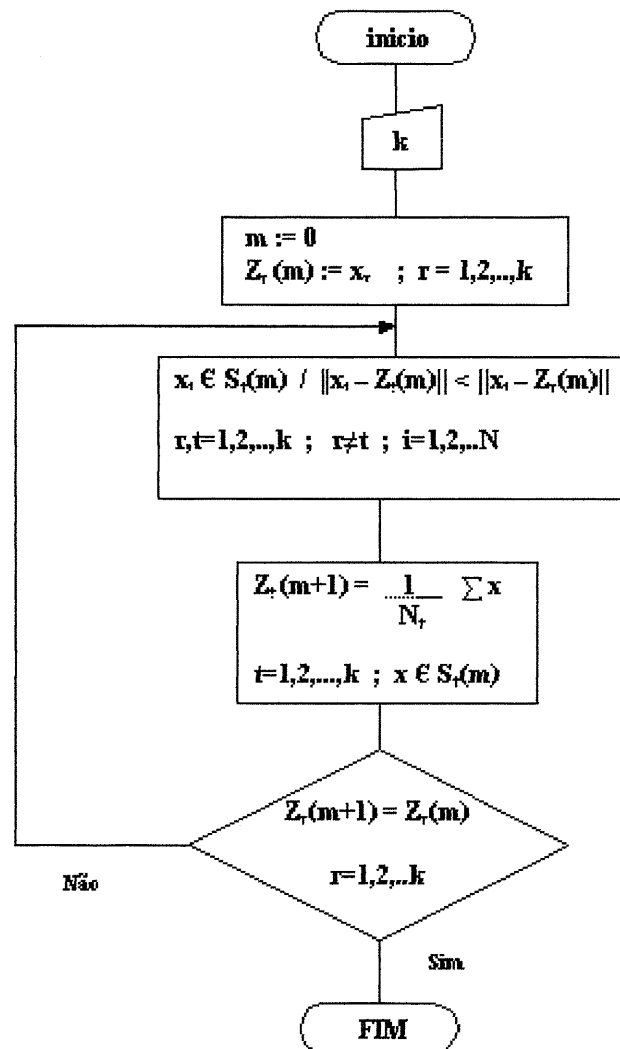 inicio
k
m := 0
Zᵣ (m) := xᵣ ; r = 1,2,..,k
xᵢ Є Sₜ(m) / ||xᵢ – Zₜ(m)|| < ||xᵢ – Zᵣ(m)||
r,t=1,2,..,k ; r≠t ; i=1,2,..N
Zₜ (m+1) = 1 ∑ x
Nₜ
t=1,2,...,k ; x Є Sₜ(m)
Zᵣ(m+1) = Zᵣ(m)
r=1,2,..k
Não
Sim
FIM